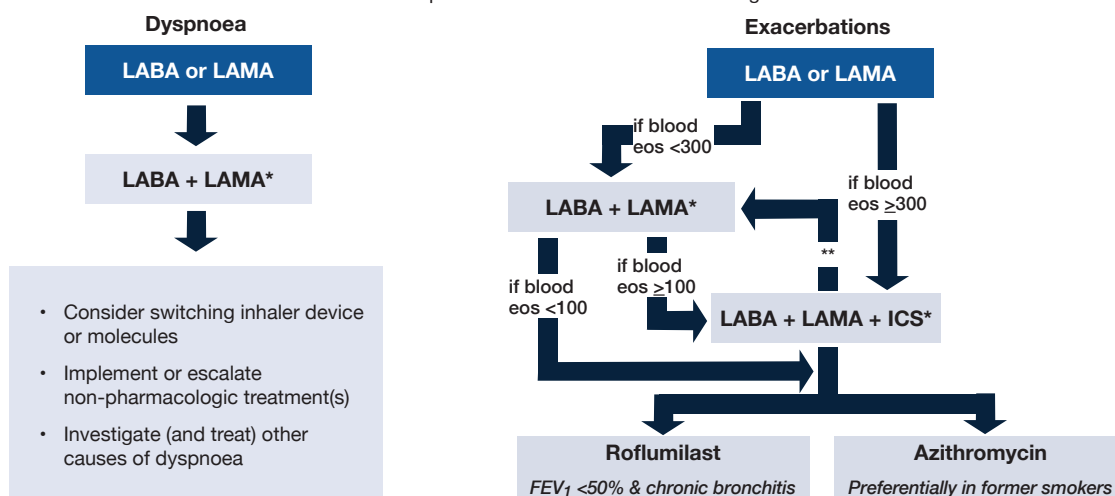 Dyspnoea
LABA or LAMA
LABA + LAMA*
• Consider switching inhaler device
or molecules
• Implement or escalate
non-pharmacologic treatment(s)
• Investigate (and treat) other
causes of dyspnoea
Exacerbations
LABA or LAMA
if blood
eos <300
if blood
eos ≥300
LABA + LAMA*
**
if blood
eos <100
if blood
eos ≥100
LABA + LAMA + ICS*
Roflumilast
FEV1 <50% & chronic bronchitis
Azithromycin
Preferentially in former smokers